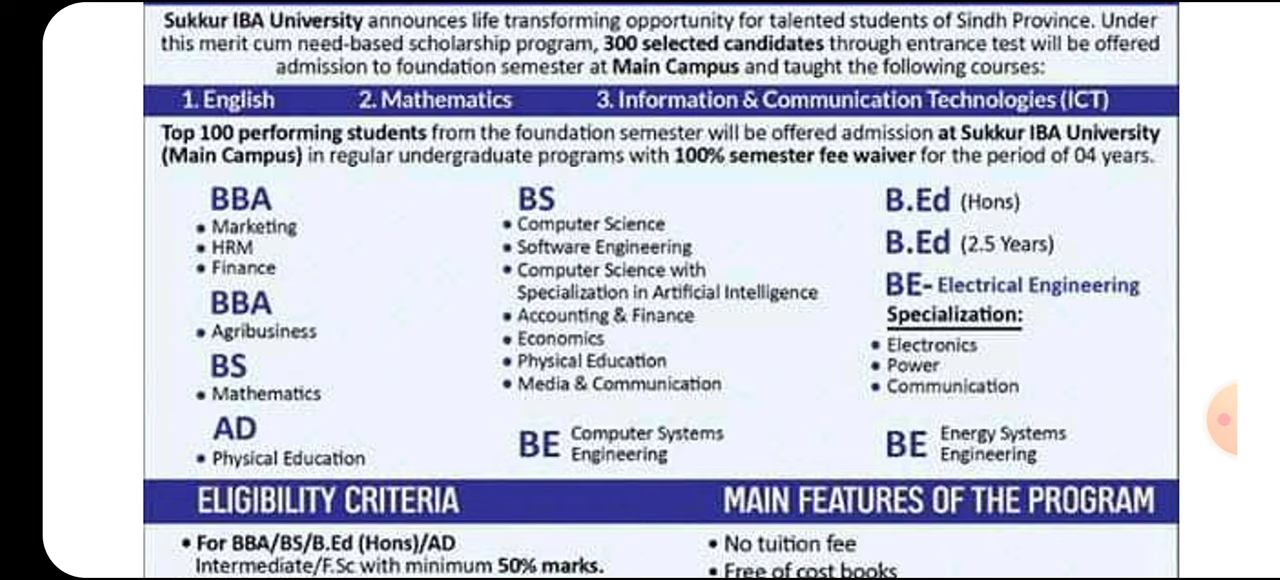 Sukkur IBA University announces life transforming opportunity for talented students of Sindh Province. Under
this merit cum need-based scholarship program, 300 selected candidates through entrance test will be offered
admission to foundation semester at Main Campus and taught the following courses:
1. English 2. Mathematics 3. Information & Communication Technologies (ICT)
Top 100 performing students from the foundation semester will be offered admission at Sukkur IBA University
(Main Campus) in regular undergraduate programs with 100% semester fee waiver for the period of 04 years.
BBA
• Marketing
• HRM
• Finance
BBA
• Agribusiness
BS
• Mathematics
AD
• Physical Education
BS
• Computer Science
• Software Engineering
• Computer Science with
Specialization in Artificial Intelligence
• Accounting & Finance
• Economics
• Physical Education
• Media & Communication
BE Computer Systems
Engineering
B.Ed (Hons)
B.Ed (2.5 Years)
BE- Electrical Engineering
Specialization:
• Electronics
• Power
• Communication
BE Energy Systems
Engineering
ELIGIBILITY CRITERIA
• For BBA/BS/B.Ed (Hons)/AD
Intermediate/F.Sc with minimum 50% marks.
MAIN FEATURES OF THE PROGRAM
• No tuition fee
• Free of cost books